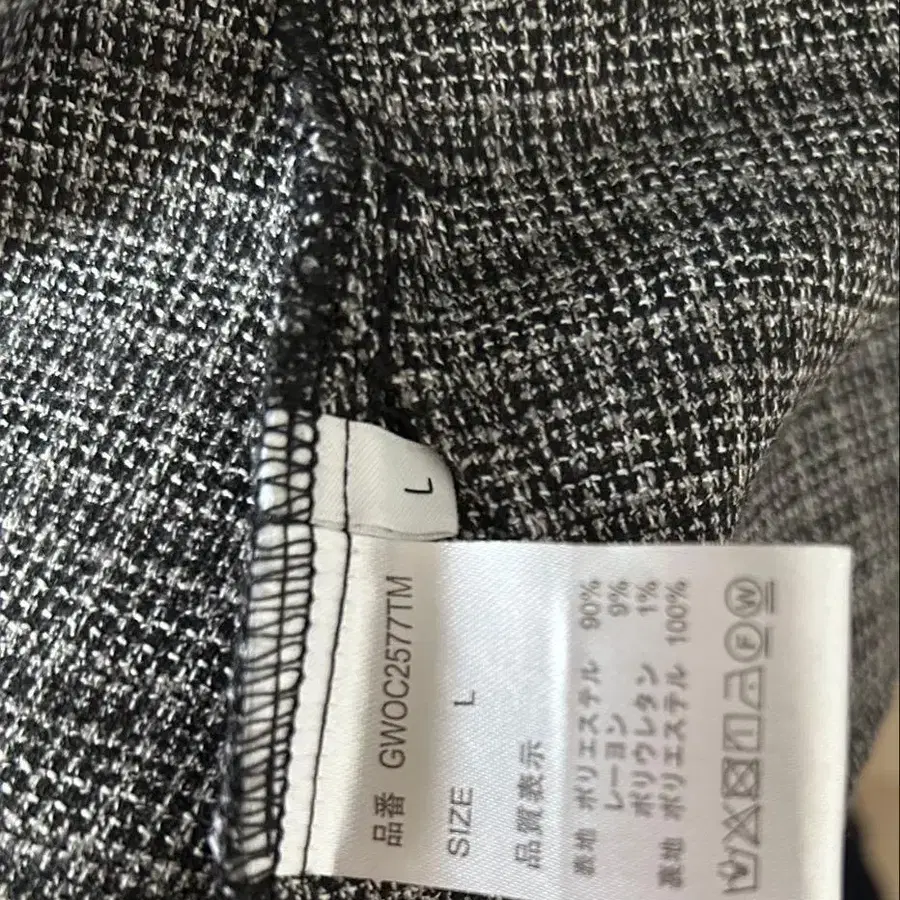 L
品番 GWOC2577TM
SIZE L
品質表示
表地 ポリエステル 90%
レーヨン 9%
ポリウレタン 1%
裏地 ポリエステル 100%
F W